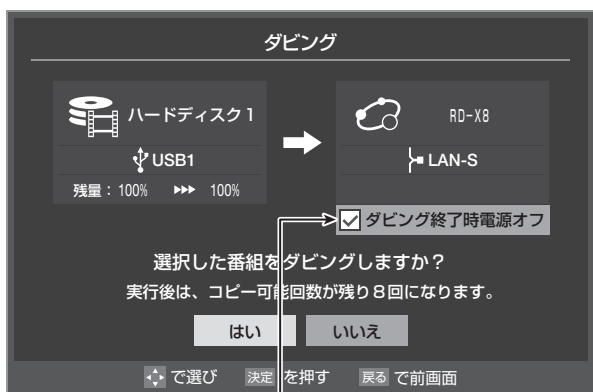 ダビング
ハードディスク1
RD-X8
USB1
LAN-S
残量：100% ▶▶▶ 100%
ダビング終了時電源オフ
選択した番組をダビングしますか？
実行後は、コピー可能回数が残り8回になります。
はい
いいえ
で選び 決定 を押す 戻る で前画面